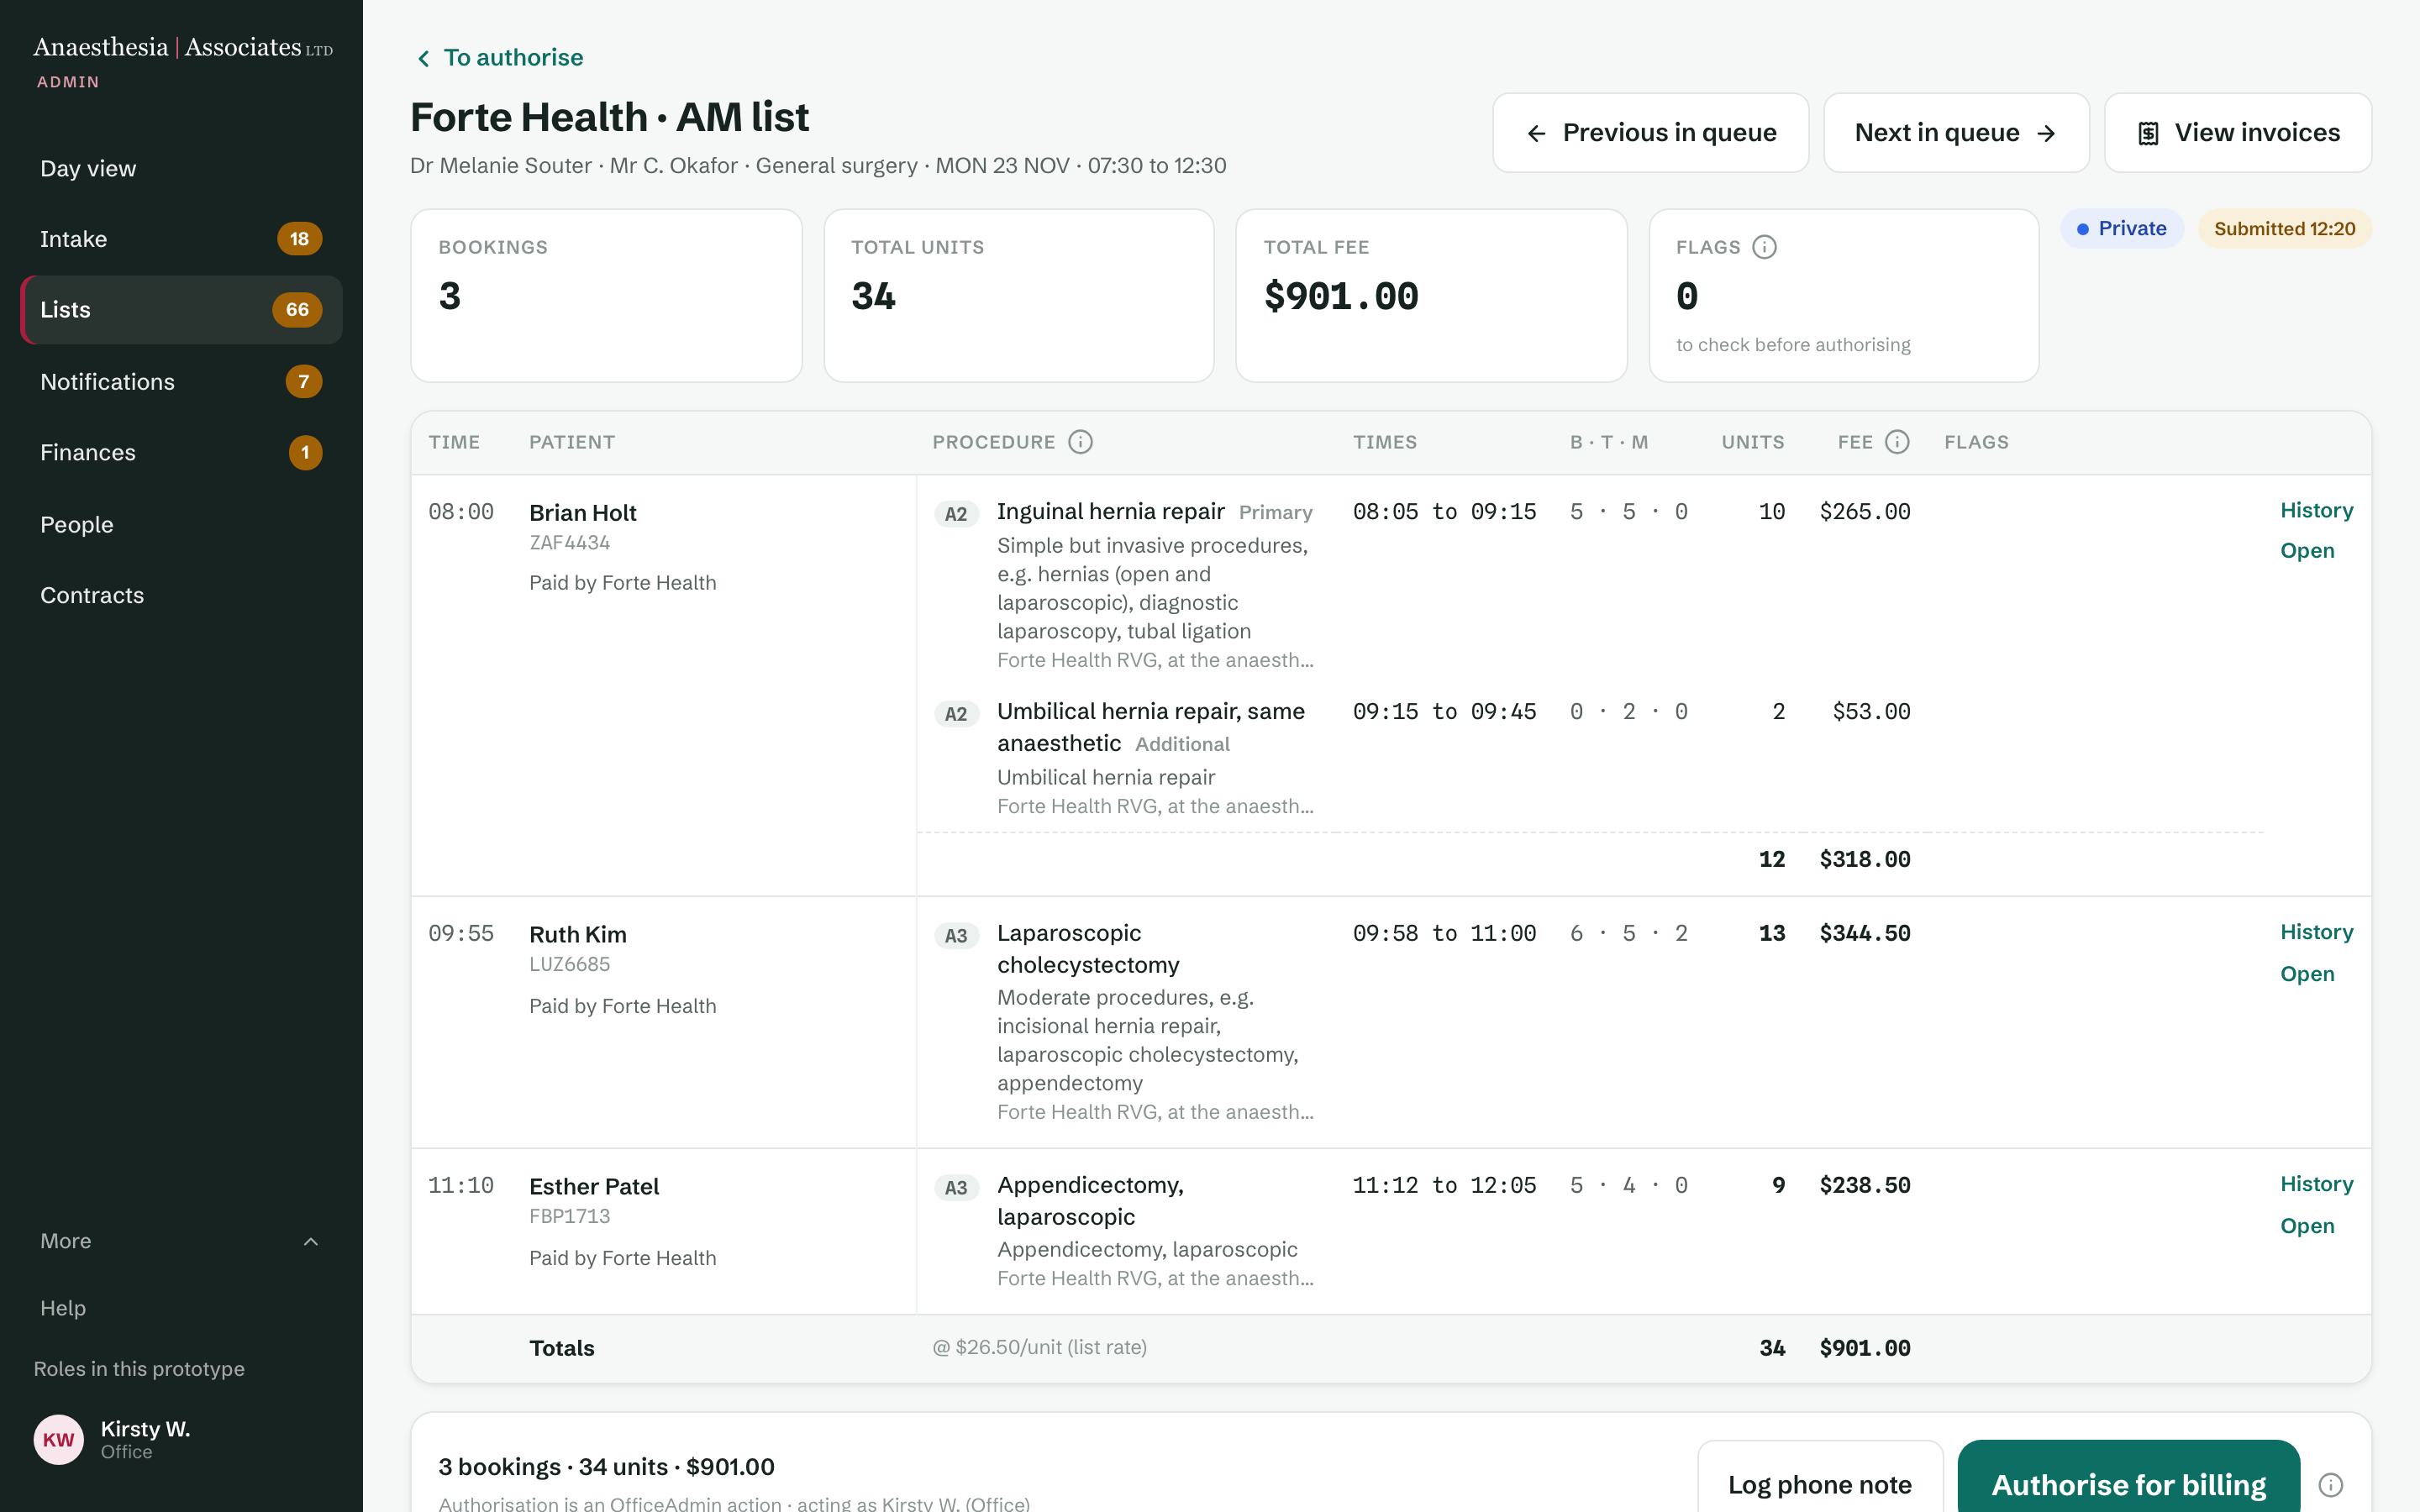 Anaesthesia | Associates LTD
ADMIN
Day view
Intake 18
Lists 66
Notifications 7
Finances 1
People
Contracts
More
Help
Roles in this prototype
KW
Kirsty W.
Office
To authorise
Forte Health · AM list
Dr Melanie Souter · Mr C. Okafor · General surgery · MON 23 NOV · 07:30 to 12:30
Previous in queue
Next in queue
View invoices
BOOKINGS
3
TOTAL UNITS
34
TOTAL FEE
$901.00
FLAGS
0
to check before authorising
Private
Submitted 12:20
TIME PATIENT PROCEDURE TIMES B · T · M UNITS FEE FLAGS
08:00
Brian Holt
ZAF4434
Paid by Forte Health
A2 Inguinal hernia repair Primary 08:05 to 09:15 5 · 5 · 0 10 $265.00
Simple but invasive procedures,
e.g. hernias (open and
laparoscopic), diagnostic
laparoscopy, tubal ligation
Forte Health RVG, at the anaesth...
History
Open
A2 Umbilical hernia repair, same 09:15 to 09:45 0 · 2 · 0 2 $53.00
anaesthetic Additional
Umbilical hernia repair
Forte Health RVG, at the anaesth...
12 $318.00
09:55
Ruth Kim
LUZ6685
Paid by Forte Health
A3 Laparoscopic 09:58 to 11:00 6 · 5 · 2 13 $344.50
cholecystectomy
Moderate procedures, e.g.
incisional hernia repair,
laparoscopic cholecystectomy,
appendectomy
Forte Health RVG, at the anaesth...
History
Open
11:10
Esther Patel
FBP1713
Paid by Forte Health
A3 Appendicectomy, 11:12 to 12:05 5 · 4 · 0 9 $238.50
laparoscopic
Appendicectomy, laparoscopic
Forte Health RVG, at the anaesth...
History
Open
Totals @ $26.50/unit (list rate) 34 $901.00
3 bookings · 34 units · $901.00
Authorisation is an OfficeAdmin action · acting as Kirsty W. (Office)
Log phone note
Authorise for billing